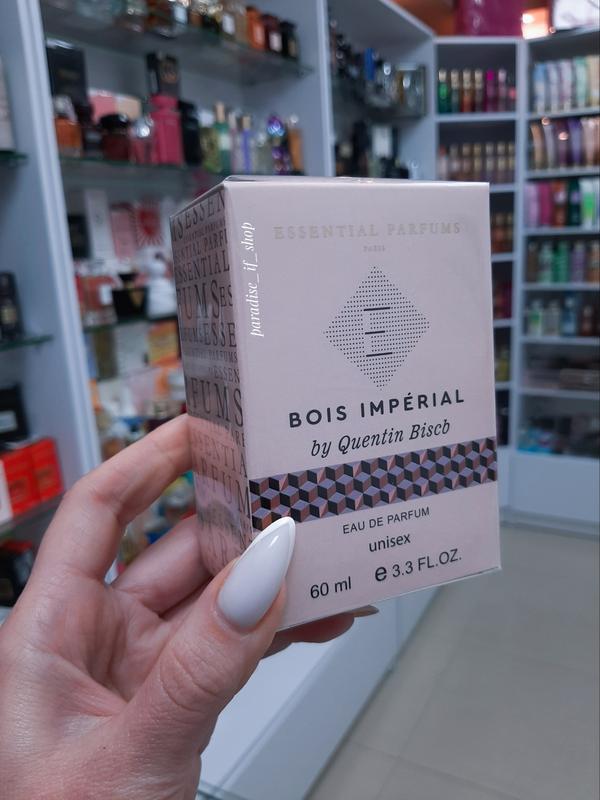 ESSENTIAL PARFUMS
PARIS
E
BOIS IMPÉRIAL
by Quentin Bisch
EAU DE PARFUM
unisex
60 ml e 3.3 FL.OZ.
paradise_if_shop
ESSENTIAL